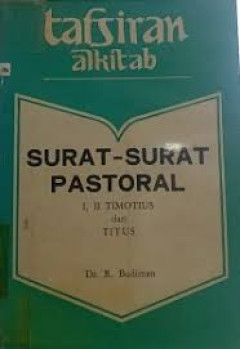 tafsiran
alkitab
SURAT-SURAT
PASTORAL
I, II TIMOTIUS
dan
TITUS
Dr. R. Budiman